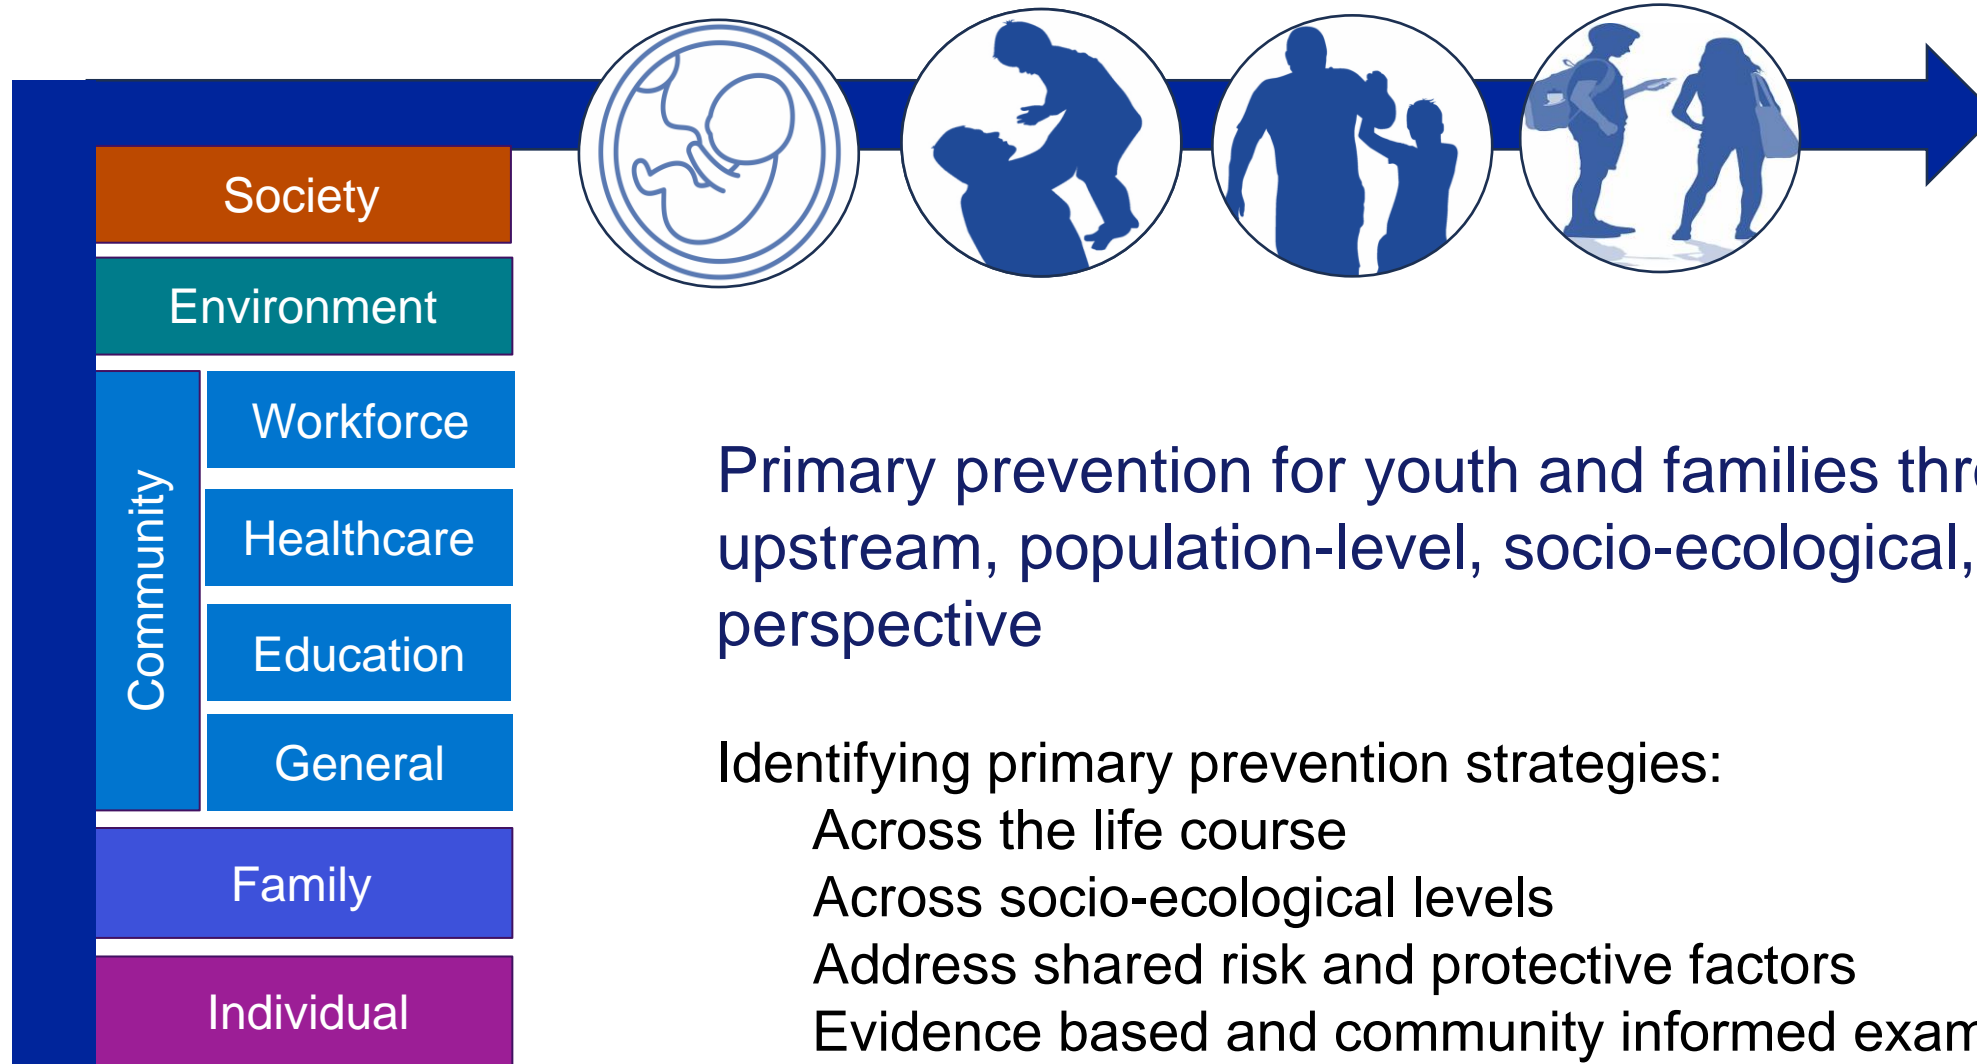 Society
Environment
Community
Workforce
Healthcare
Education
General
Family
Individual
Primary prevention for youth and families
upstream, population-level, socio-ecological,
perspective
Identifying primary prevention strategies:
Across the life course
Across socio-ecological levels
Address shared risk and protective factors
Evidence based and community informed